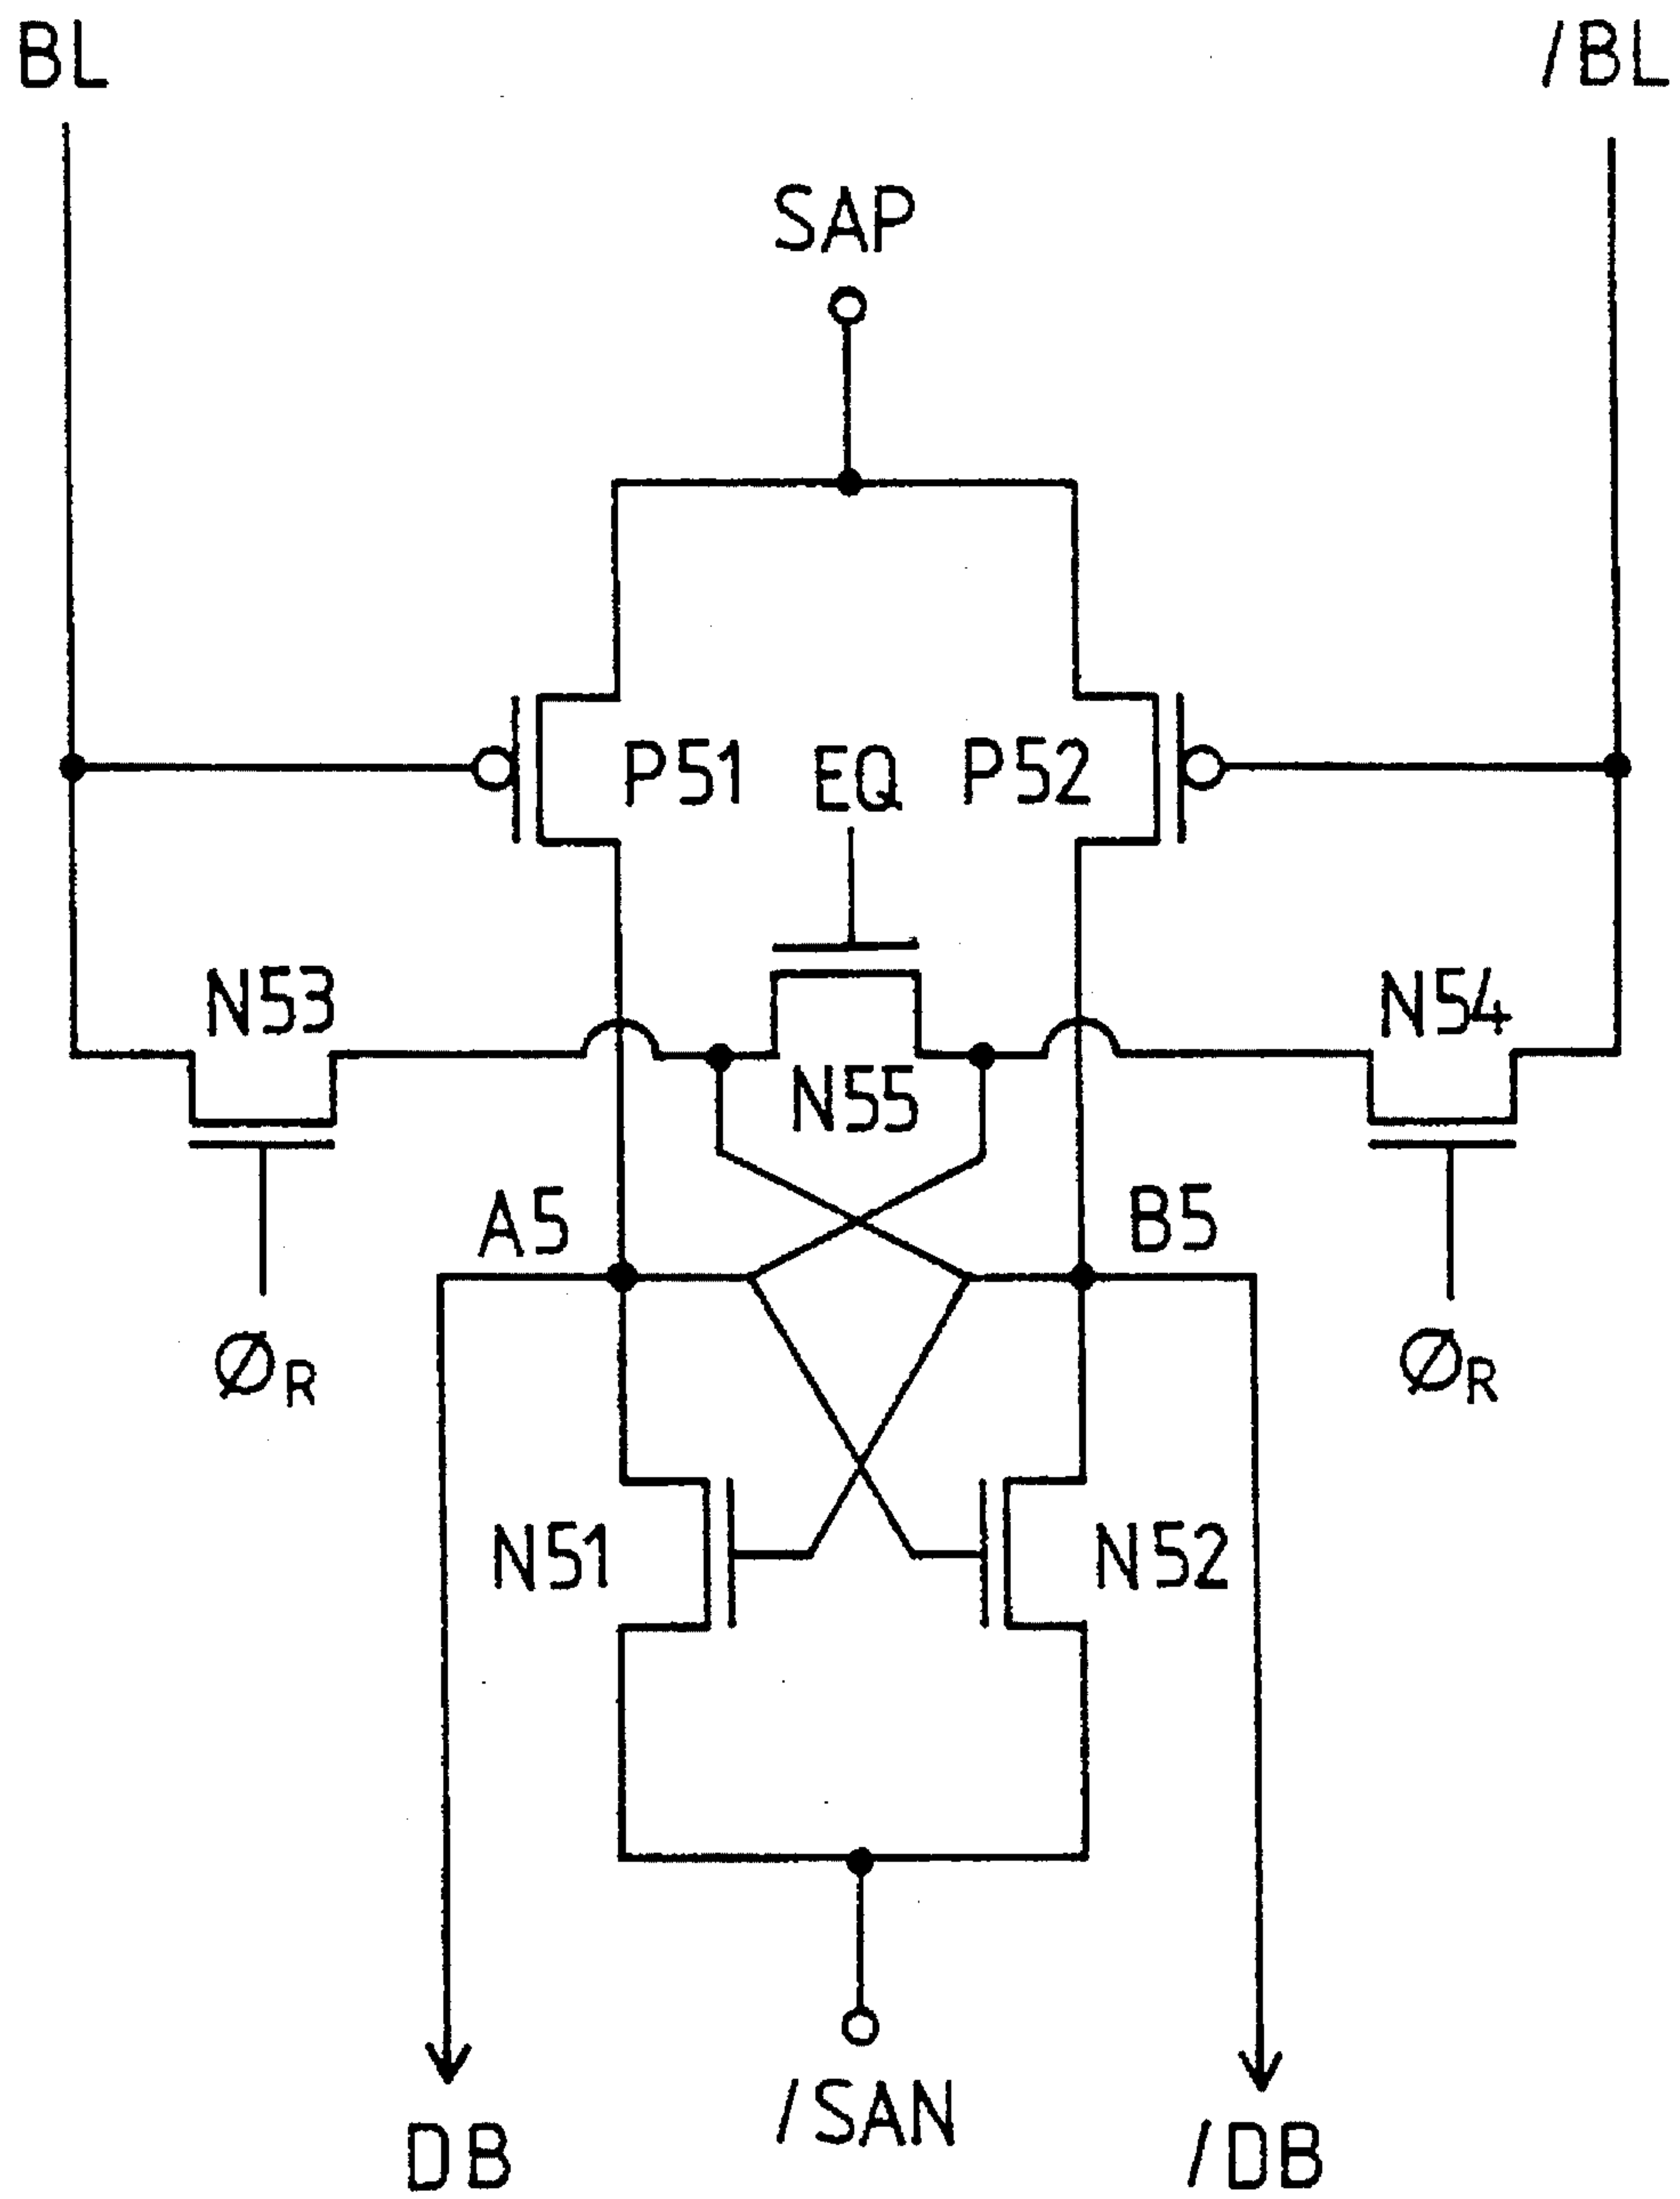 BL
/BL
SAP
P51
EQ
P52
N53
N54
N55
A5
B5
ØR
ØR
N51
N52
/SAN
DB
/DB